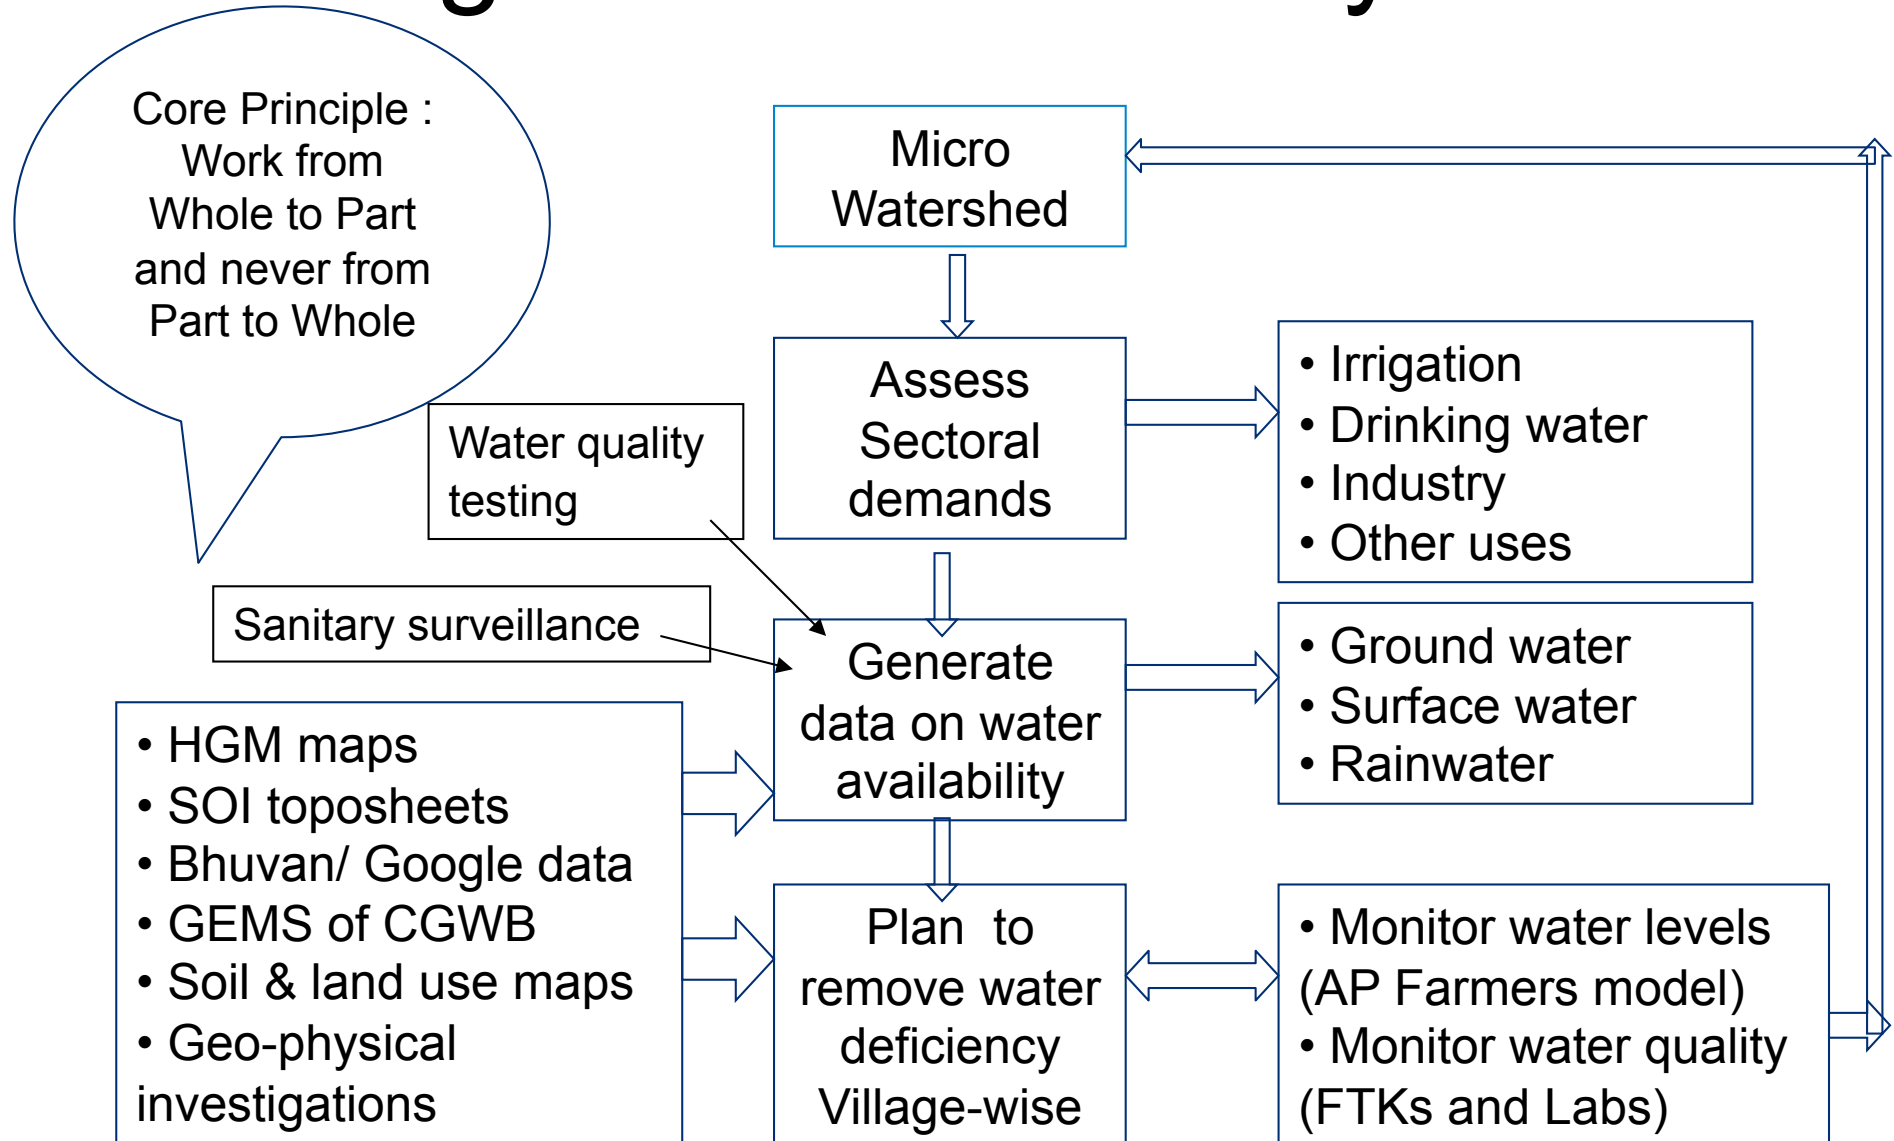 Core Principle :
Work from
Whole to Part
and never from
Part to Whole
Micro
Watershed
Assess
Sectoral
demands
• Irrigation
• Drinking water
• Industry
• Other uses
Water quality
testing
Sanitary surveillance
Generate
data on water
availability
• Ground water
• Surface water
• Rainwater
• HGM maps
• SOI toposheets
• Bhuvan/ Google data
• GEMS of CGWB
• Soil & land use maps
• Geo-physical
investigations
Plan to
remove water
deficiency
Village-wise
• Monitor water levels
(AP Farmers model)
• Monitor water quality
(FTKs and Labs)